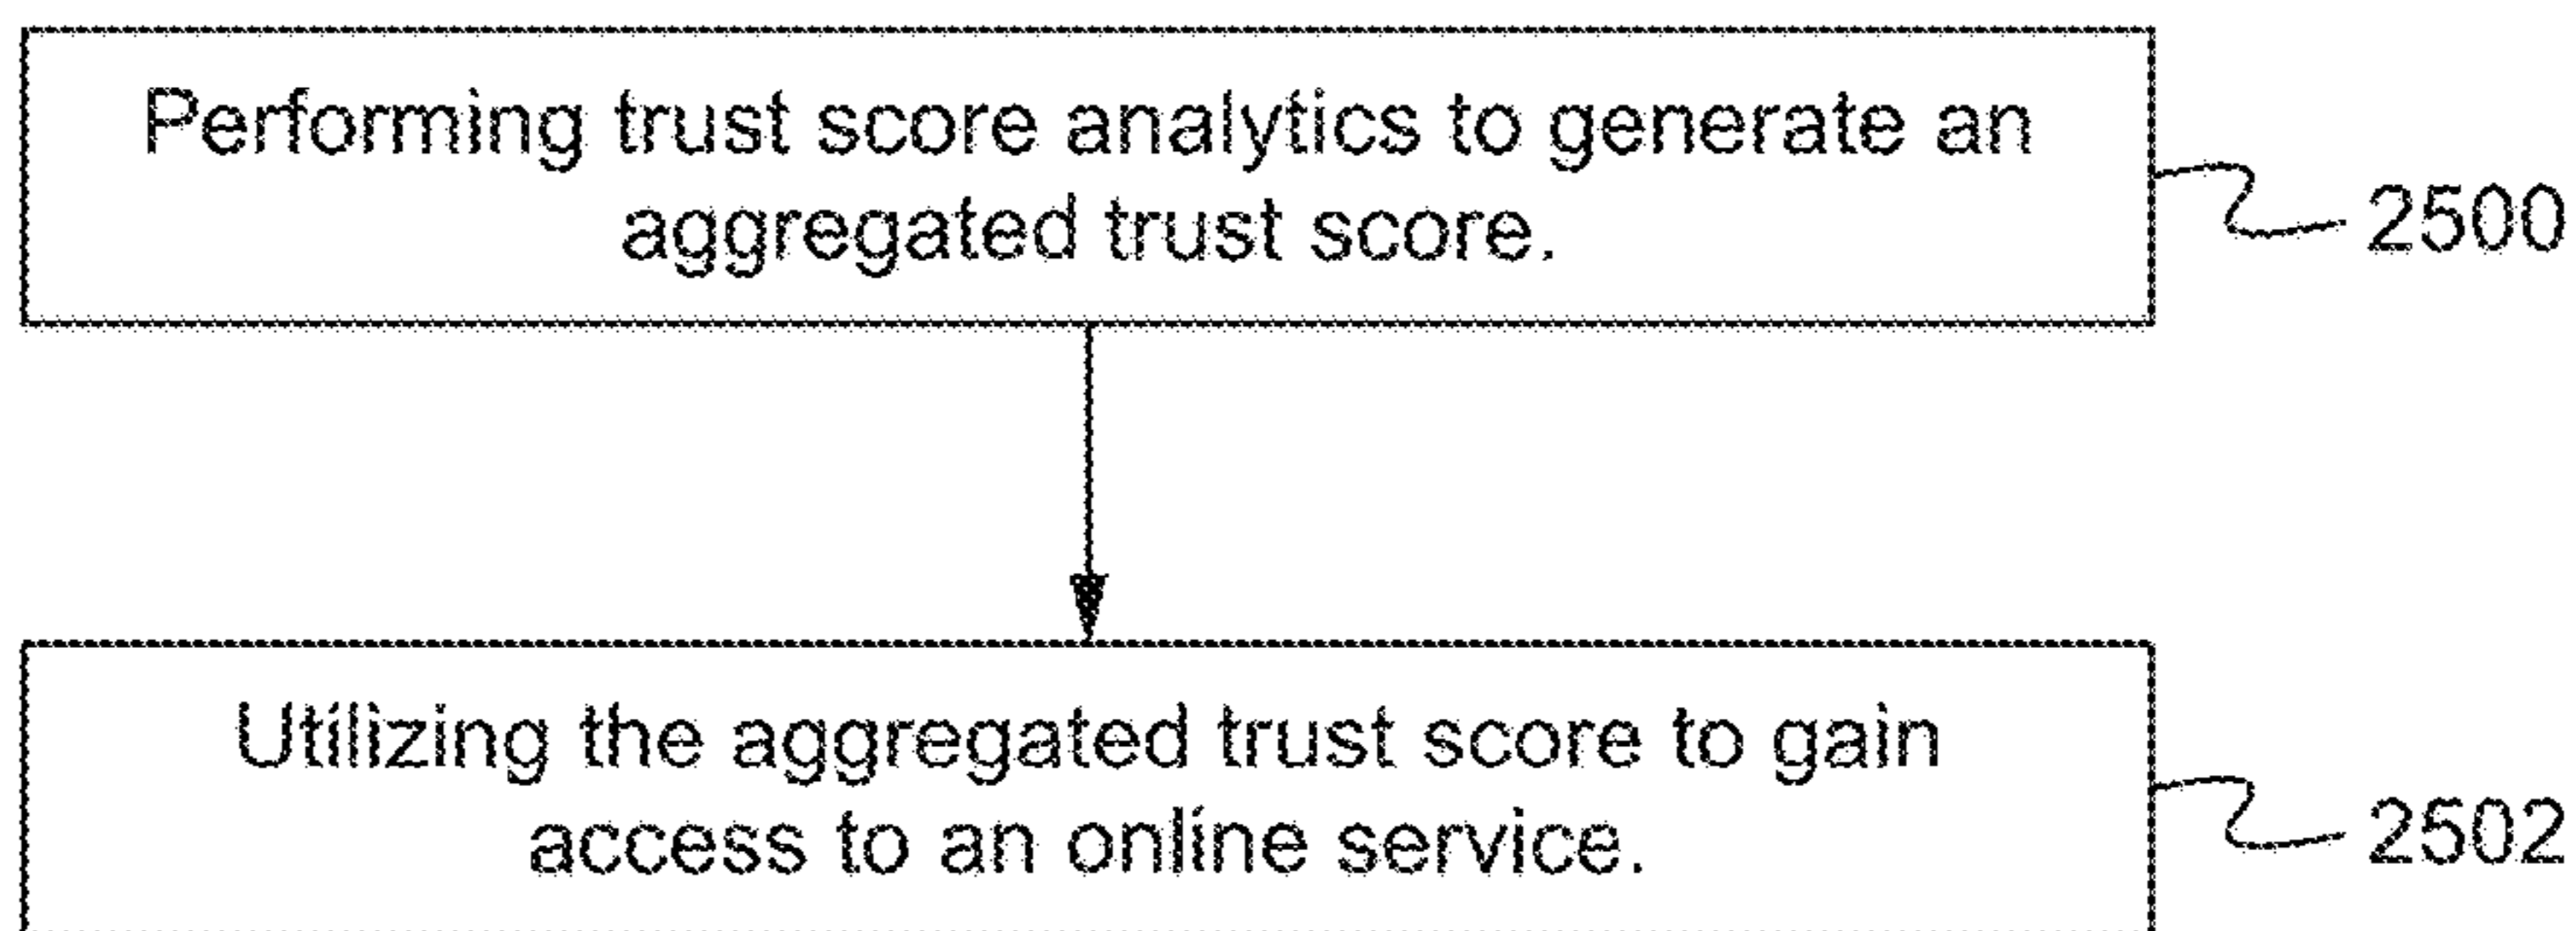 Performing trust score analytics to generate an
aggregated trust score.
2500
Utilizing the aggregated trust score to gain
access to an online service.
2502